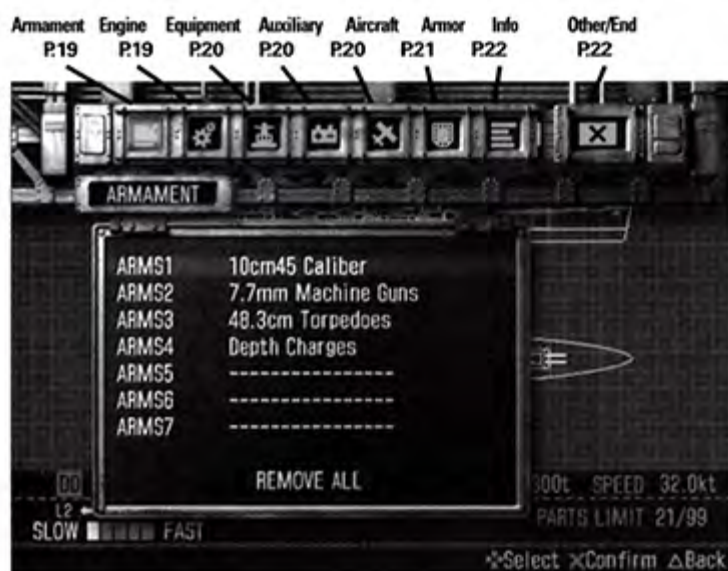 Armament Engine Equipment Auxiliary Aircraft Armor Info Other/End
P.19 P.19 P.20 P.20 P.20 P.21 P.22 P.22
ARMAMENT
ARMS1 10cm45 Caliber
ARMS2 7.7mm Machine Guns
ARMS3 48.3cm Torpedoes
ARMS4 Depth Charges
ARMS5 ----------------
ARMS6 ----------------
ARMS7 ----------------
REMOVE ALL
DD 300t SPEED 32.0kt
L2
PARTS LIMIT 21/99
SLOW FAST
Select ×Confirm △Back